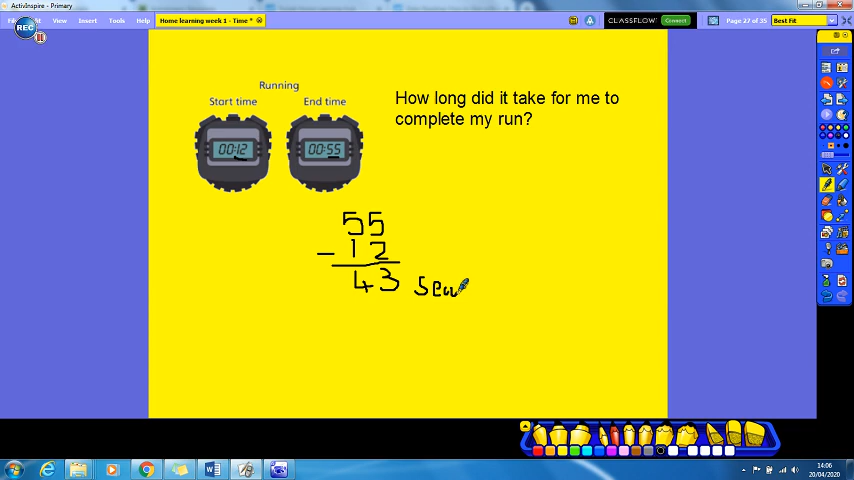 ActivInspire - Primary
File Edit View Insert Tools Help Home learning week 1 - Time * CLASSFLOW Connect Page 27 of 35 Best Fit
REC
Running
Start time End time
00:12 00:55
How long did it take for me to
complete my run?
55
- 12
43 Sec
14:06
20/04/2020